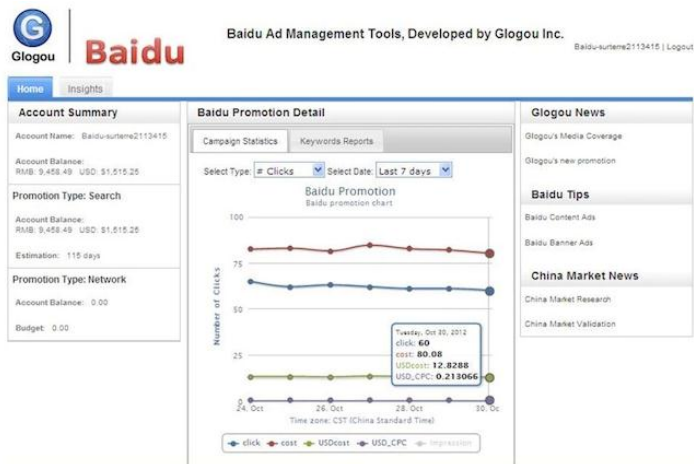 G
Glogou
Baidu
Baidu Ad Management Tools, Developed by Glogou Inc.
Baidu-surterre2113415 | Logout
Home
Insights
Account Summary
Account Name: Baidu-surterre2113415
Account Balance:
RMB: 9,458.49 USD: $1,515.25
Promotion Type: Search
Account Balance:
RMB: 9,458.49 USD: $1,515.25
Estimation: 115 days
Promotion Type: Network
Account Balance: 0.00
Budget: 0.00
Baidu Promotion Detail
Campaign Statistics
Keywords Reports
Select Type: # Clicks Select Date: Last 7 days
Baidu Promotion
Baidu promotion chart
Number of Clicks
100
75
50
25
0
Tuesday, Oct 30, 2012
click: 60
cost: 80.08
USDcost: 12.8288
USD_CPC: 0.213066
24. Oct 26. Oct 28. Oct 30. Oc
Time zone: CST (China Standard Time)
click cost USDcost USD_CPC Impression
Glogou News
Glogou's Media Coverage
Glogou's new promotion
Baidu Tips
Baidu Content Ads
Baidu Banner Ads
China Market News
China Market Research
China Market Validation